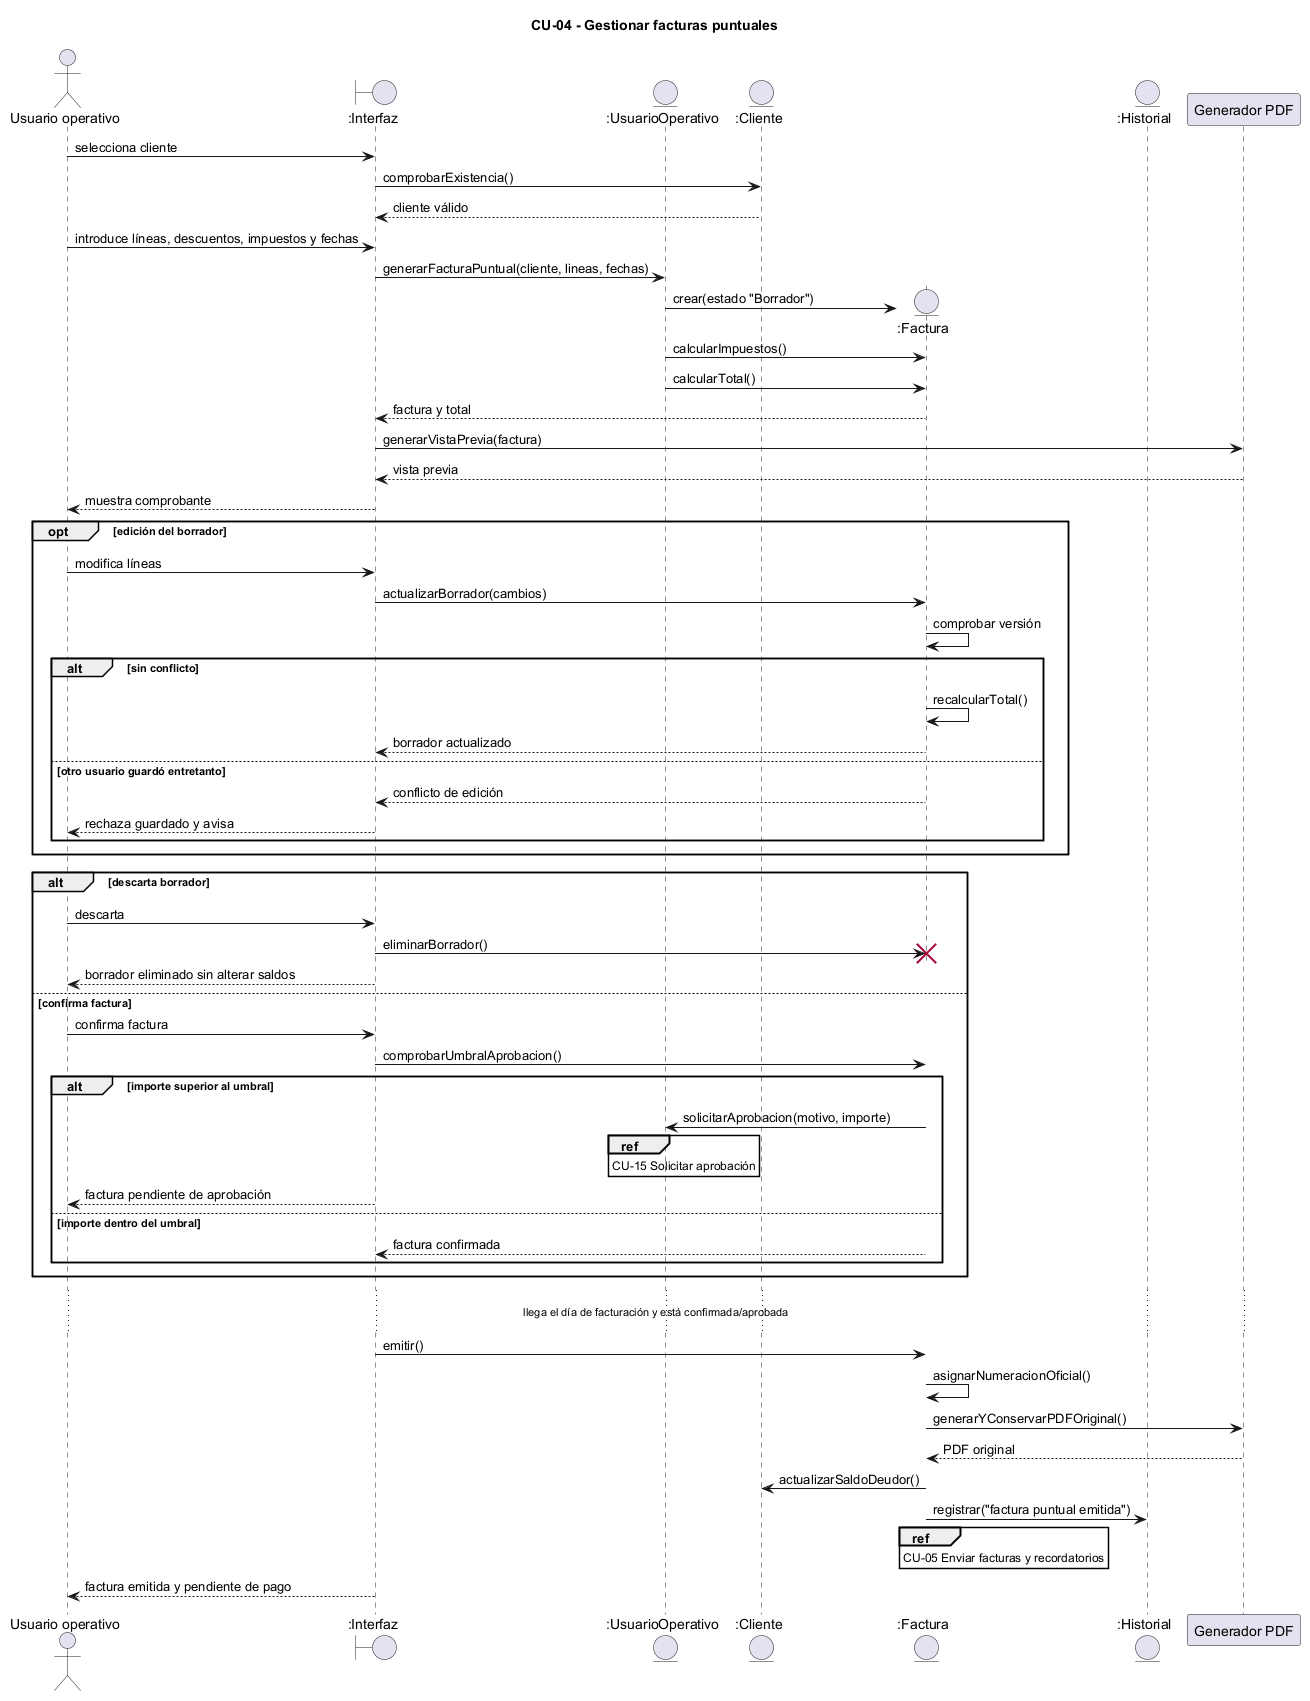 CU-04 - Gestionar facturas puntuales
Usuario operativo
:Interfaz
:UsuarioOperativo
:Cliente
:Historial
Generador PDF
selecciona cliente
comprobarExistencia()
cliente válido
introduce líneas, descuentos, impuestos y fechas
generarFacturaPuntual(cliente, lineas, fechas)
crear(estado "Borrador")
:Factura
calcularImpuestos()
calcularTotal()
factura y total
generarVistaPrevia(factura)
vista previa
muestra comprobante
opt
[edición del borrador]
modifica líneas
actualizarBorrador(cambios)
comprobar versión
alt
[sin conflicto]
recalcularTotal()
borrador actualizado
[otro usuario guardó entretanto]
conflicto de edición
rechaza guardado y avisa
alt
[descarta borrador]
descarta
eliminarBorrador()
borrador eliminado sin alterar saldos
[confirma factura]
confirma factura
comprobarUmbralAprobacion()
alt
[importe superior al umbral]
solicitarAprobacion(motivo, importe)
ref
CU-15 Solicitar aprobación
factura pendiente de aprobación
[importe dentro del umbral]
factura confirmada
llega el día de facturación y está confirmada/aprobada
emitir()
asignarNumeracionOficial()
generarYConservarPDFOriginal()
PDF original
actualizarSaldoDeudor()
registrar("factura puntual emitida")
ref
CU-05 Enviar facturas y recordatorios
factura emitida y pendiente de pago
Usuario operativo
:Interfaz
:UsuarioOperativo
:Cliente
:Factura
:Historial
Generador PDF